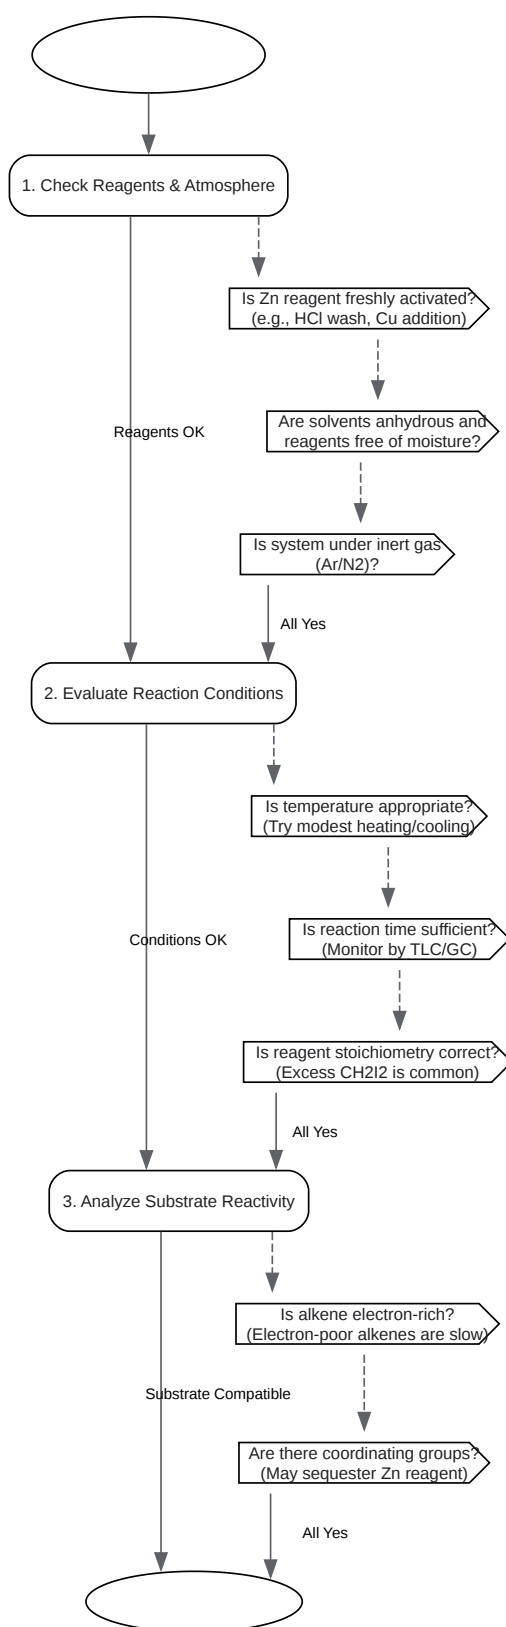 1. Check Reagents & Atmosphere
Is Zn reagent freshly activated?
(e.g., HCl wash, Cu addition)
Are solvents anhydrous and
reagents free of moisture?
Reagents OK
Is system under inert gas
(Ar/N2)?
All Yes
2. Evaluate Reaction Conditions
Is temperature appropriate?
(Try modest heating/cooling)
Is reaction time sufficient?
(Monitor by TLC/GC)
Conditions OK
Is reagent stoichiometry correct?
(Excess CH2I2 is common)
All Yes
3. Analyze Substrate Reactivity
Is alkene electron-rich?
(Electron-poor alkenes are slow)
Substrate Compatible
Are there coordinating groups?
(May sequester Zn reagent)
All Yes